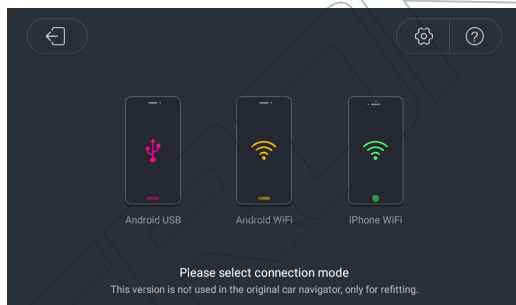 Android USB
Android WiFi
iPhone WiFi
Please select connection mode
This version is not used in the original car navigator, only for refitting.